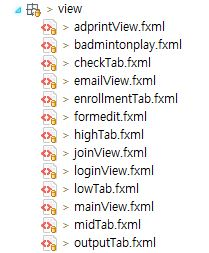 > view
> adprintView.fxml
> badmintonplay.fxml
> checkTab.fxml
> emailView.fxml
> enrollmentTab.fxml
> formedit.fxml
> highTab.fxml
> joinView.fxml
> loginView.fxml
> lowTab.fxml
> mainView.fxml
> midTab.fxml
> outputTab.fxml